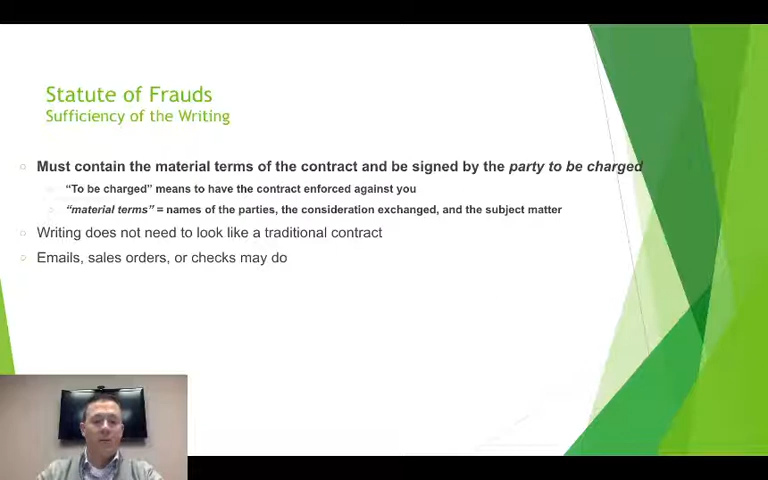 Statute of Frauds
Sufficiency of the Writing
Must contain the material terms of the contract and be signed by the party to be charged
“To be charged” means to have the contract enforced against you
“material terms” = names of the parties, the consideration exchanged, and the subject matter
Writing does not need to look like a traditional contract
Emails, sales orders, or checks may do